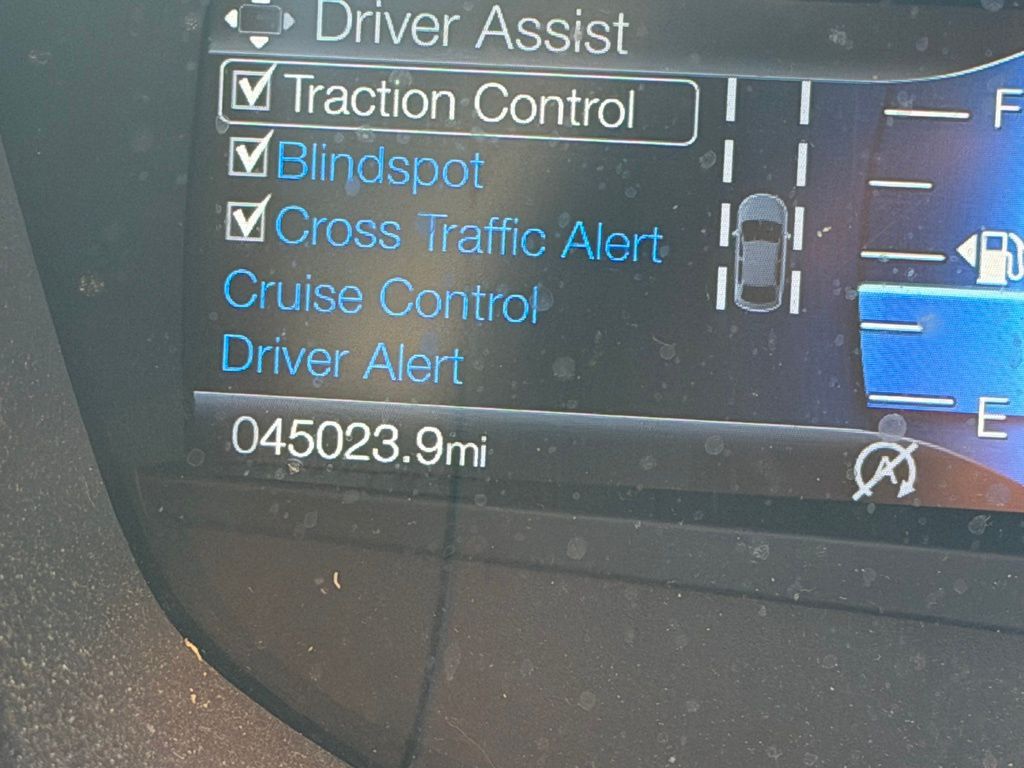 Driver Assist
Traction Control
Blindspot
Cross Traffic Alert
Cruise Control
Driver Alert
045023.9mi
F
E
A